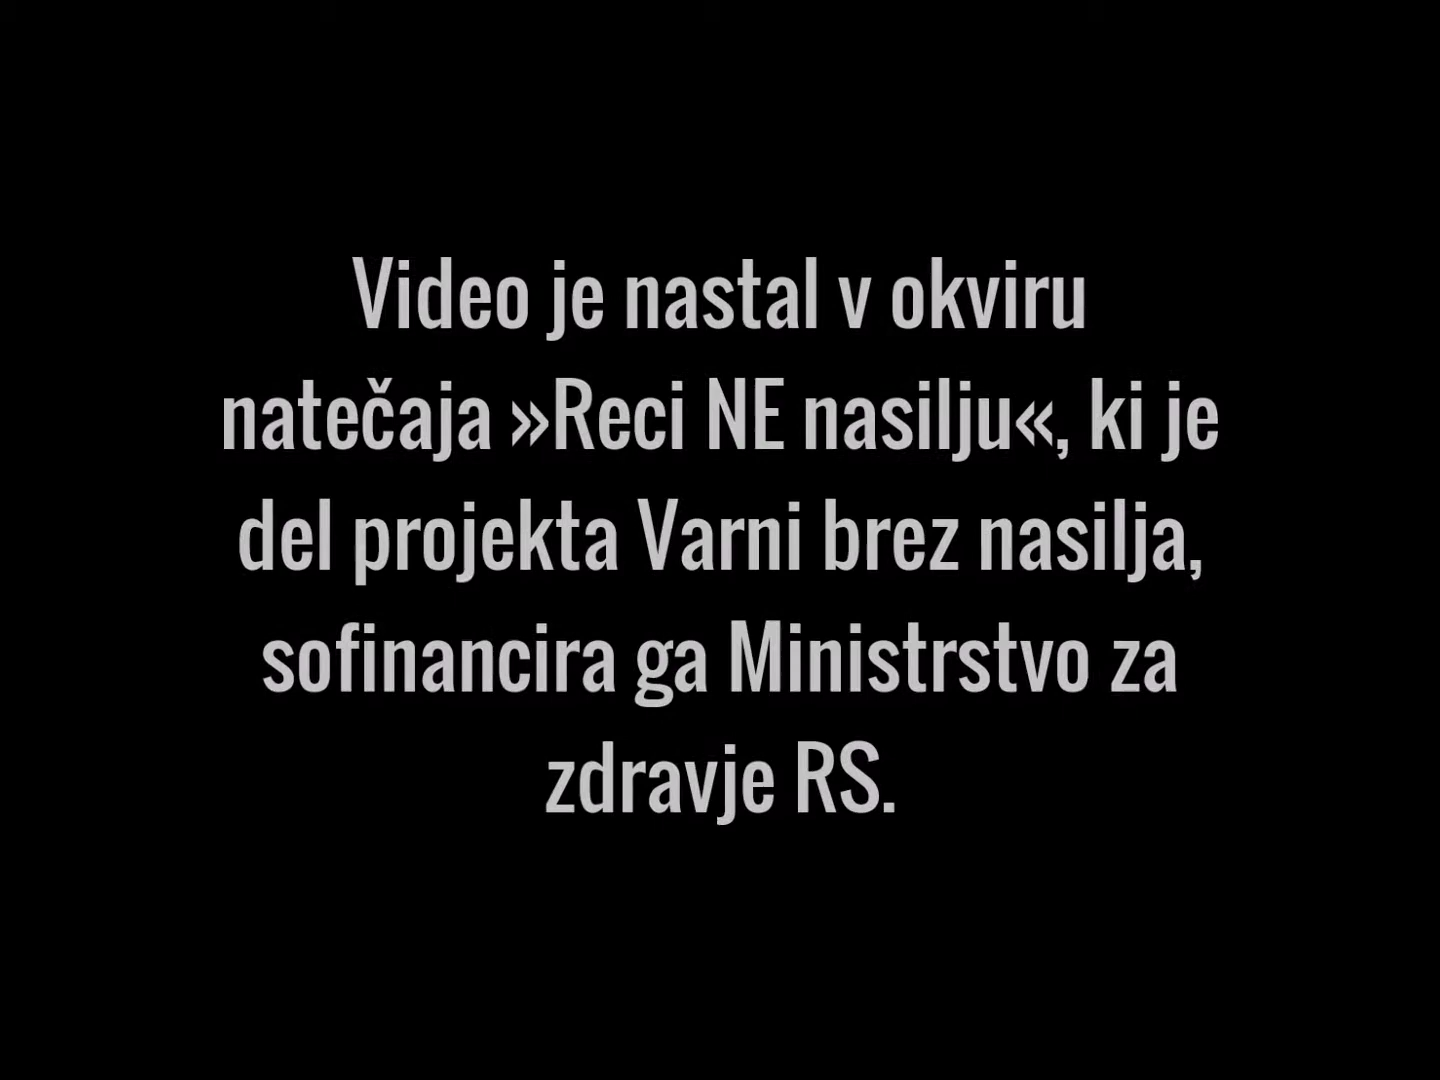 Video je nastal v okviru
natečaja »Reci NE nasilju«, ki je
del projekta Varni brez nasilja,
sofinancira ga Ministrstvo za
zdravje RS.